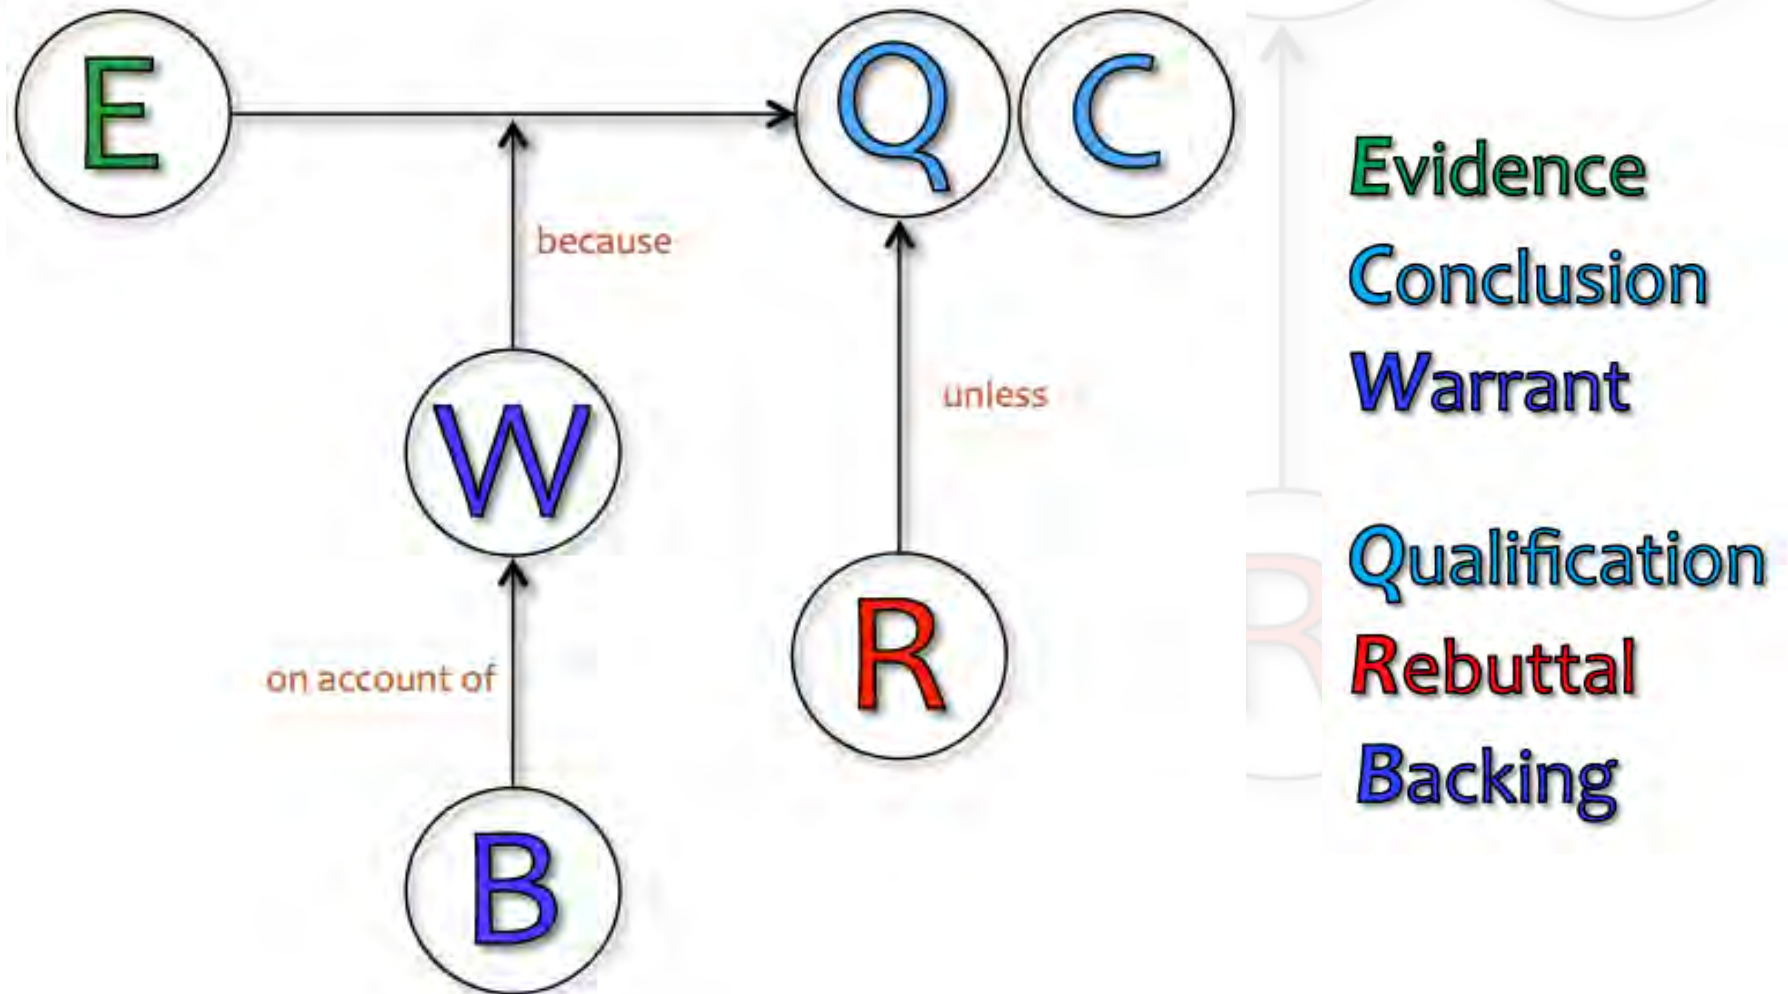 E
Q
C
because
W
unless
on account of
R
B
Evidence
Conclusion
Warrant
Qualification
Rebuttal
Backing
R